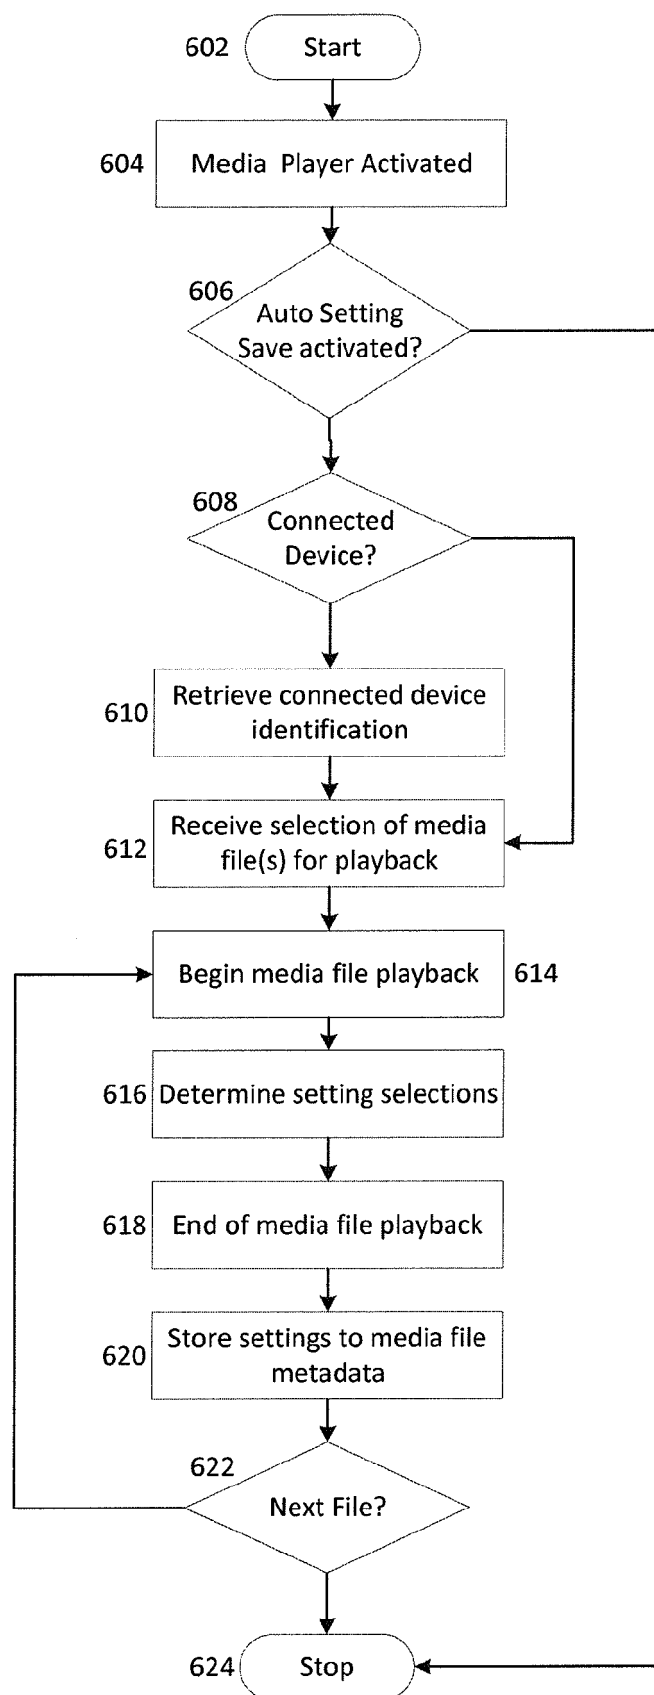 602
Start
604
Media Player Activated
606
Auto Setting
Save activated?
608
Connected
Device?
610
Retrieve connected device
identification
612
Receive selection of media
file(s) for playback
Begin media file playback
614
616
Determine setting selections
618
End of media file playback
620
Store settings to media file
metadata
622
Next File?
624
Stop